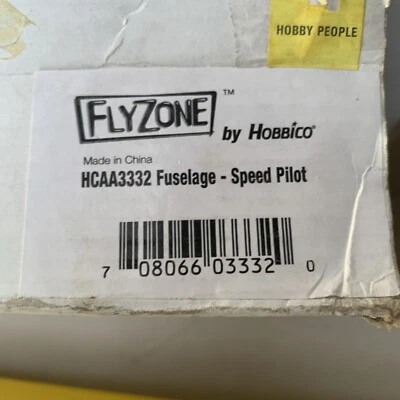 HOBBY PEOPLE
FLYZONE™
by HOBBICO®
Made in China
HCAA3332 Fuselage - Speed Pilot
7 08066 03332 0